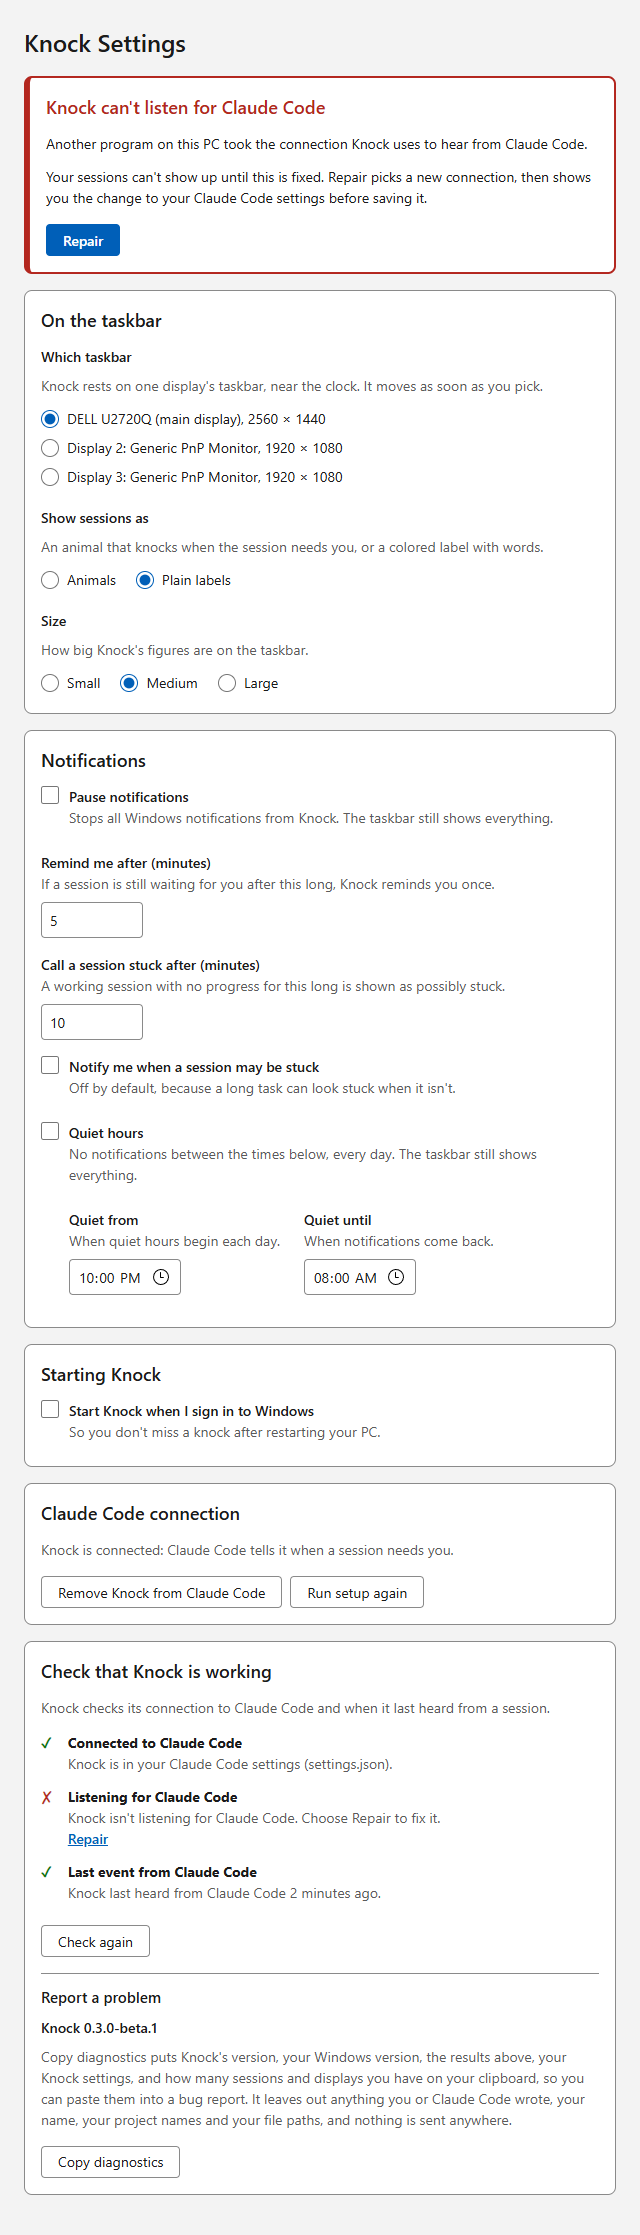 Knock Settings
Knock can't listen for Claude Code
Another program on this PC took the connection Knock uses to hear from Claude Code.
Your sessions can't show up until this is fixed. Repair picks a new connection, then shows
you the change to your Claude Code settings before saving it.
Repair
On the taskbar
Which taskbar
Knock rests on one display's taskbar, near the clock. It moves as soon as you pick.
DELL U2720Q (main display), 2560 × 1440
Display 2: Generic PnP Monitor, 1920 × 1080
Display 3: Generic PnP Monitor, 1920 × 1080
Show sessions as
An animal that knocks when the session needs you, or a colored label with words.
Animals Plain labels
Size
How big Knock's figures are on the taskbar.
Small Medium Large
Notifications
Pause notifications
Stops all Windows notifications from Knock. The taskbar still shows everything.
Remind me after (minutes)
If a session is still waiting for you after this long, Knock reminds you once.
5
Call a session stuck after (minutes)
A working session with no progress for this long is shown as possibly stuck.
10
Notify me when a session may be stuck
Off by default, because a long task can look stuck when it isn't.
Quiet hours
No notifications between the times below, every day. The taskbar still shows
everything.
Quiet from Quiet until
When quiet hours begin each day. When notifications come back.
10:00 PM 08:00 AM
Starting Knock
Start Knock when I sign in to Windows
So you don't miss a knock after restarting your PC.
Claude Code connection
Knock is connected: Claude Code tells it when a session needs you.
Remove Knock from Claude Code Run setup again
Check that Knock is working
Knock checks its connection to Claude Code and when it last heard from a session.
✓ Connected to Claude Code
Knock is in your Claude Code settings (settings.json).
✗ Listening for Claude Code
Knock isn't listening for Claude Code. Choose Repair to fix it.
Repair
✓ Last event from Claude Code
Knock last heard from Claude Code 2 minutes ago.
Check again
Report a problem
Knock 0.3.0-beta.1
Copy diagnostics puts Knock's version, your Windows version, the results above, your
Knock settings, and how many sessions and displays you have on your clipboard, so you
can paste them into a bug report. It leaves out anything you or Claude Code wrote, your
name, your project names and your file paths, and nothing is sent anywhere.
Copy diagnostics